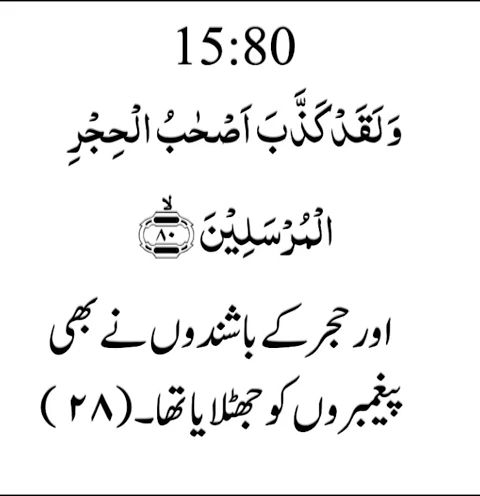 15:80
وَلَقَدْ كَذَّبَ اَصْحٰبُ الْحِجْرِ
الْمُرْسَلِيْنَ ۙ‏﴿۸۰﴾
اور حجر کے باشندوں نے بھی
پیغمبروں کو جھٹلایا تھا۔(۲۸)